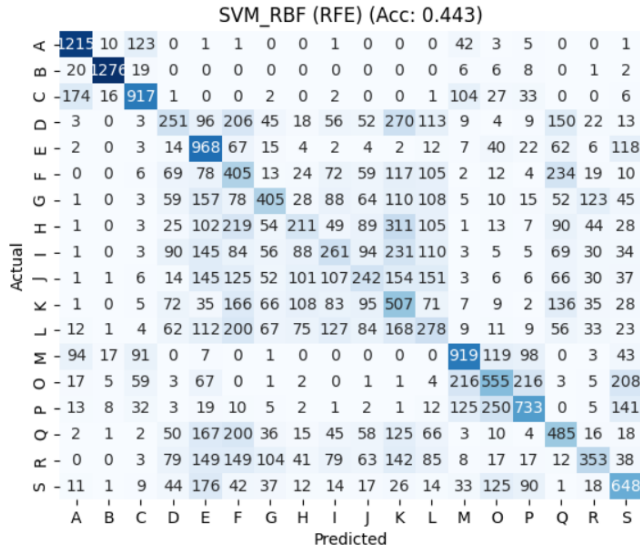 SVM_RBF (RFE) (Acc: 0.443)
A 1215 10 123 0 1 1 0 0 1 0 0 0 42 3 5 0 0 1
B 20 1276 19 0 0 0 0 0 0 0 0 0 6 6 8 0 1 2
C 174 16 917 1 0 0 2 0 2 0 0 1 104 27 33 0 0 6
D 3 0 3 251 96 206 45 18 56 52 270 113 9 4 9 150 22 13
E 2 0 3 14 968 67 15 4 2 4 2 12 7 40 22 62 6 118
F 0 0 6 69 78 405 13 24 72 59 117 105 2 12 4 234 19 10
G 1 0 3 59 157 78 405 28 88 64 110 108 5 10 15 52 123 45
H 1 0 3 25 102 219 54 211 49 89 311 105 1 13 7 90 44 28
I 1 0 3 90 145 84 56 88 261 94 231 110 3 5 5 69 30 34
J 1 1 6 14 145 125 52 101 107 242 154 151 3 6 6 66 30 37
K 1 0 5 72 35 166 66 108 83 95 507 71 7 9 2 136 35 28
L 12 1 4 62 112 200 67 75 127 84 168 278 9 11 9 56 33 23
M 94 17 91 0 7 0 1 0 0 0 0 0 919 119 98 0 3 43
O 17 5 59 3 67 0 1 2 0 1 1 4 216 555 216 3 5 208
P 13 8 32 3 19 10 5 2 1 2 1 12 125 250 733 0 5 141
Q 2 1 2 50 167 200 36 15 45 58 125 66 3 10 4 485 16 18
R 0 0 3 79 149 149 104 41 79 63 142 85 8 17 17 12 353 38
S 11 1 9 44 176 42 37 12 14 17 26 14 33 125 90 1 18 648
A B C D E F G H I J K L M O P Q R S
Predicted
Actual